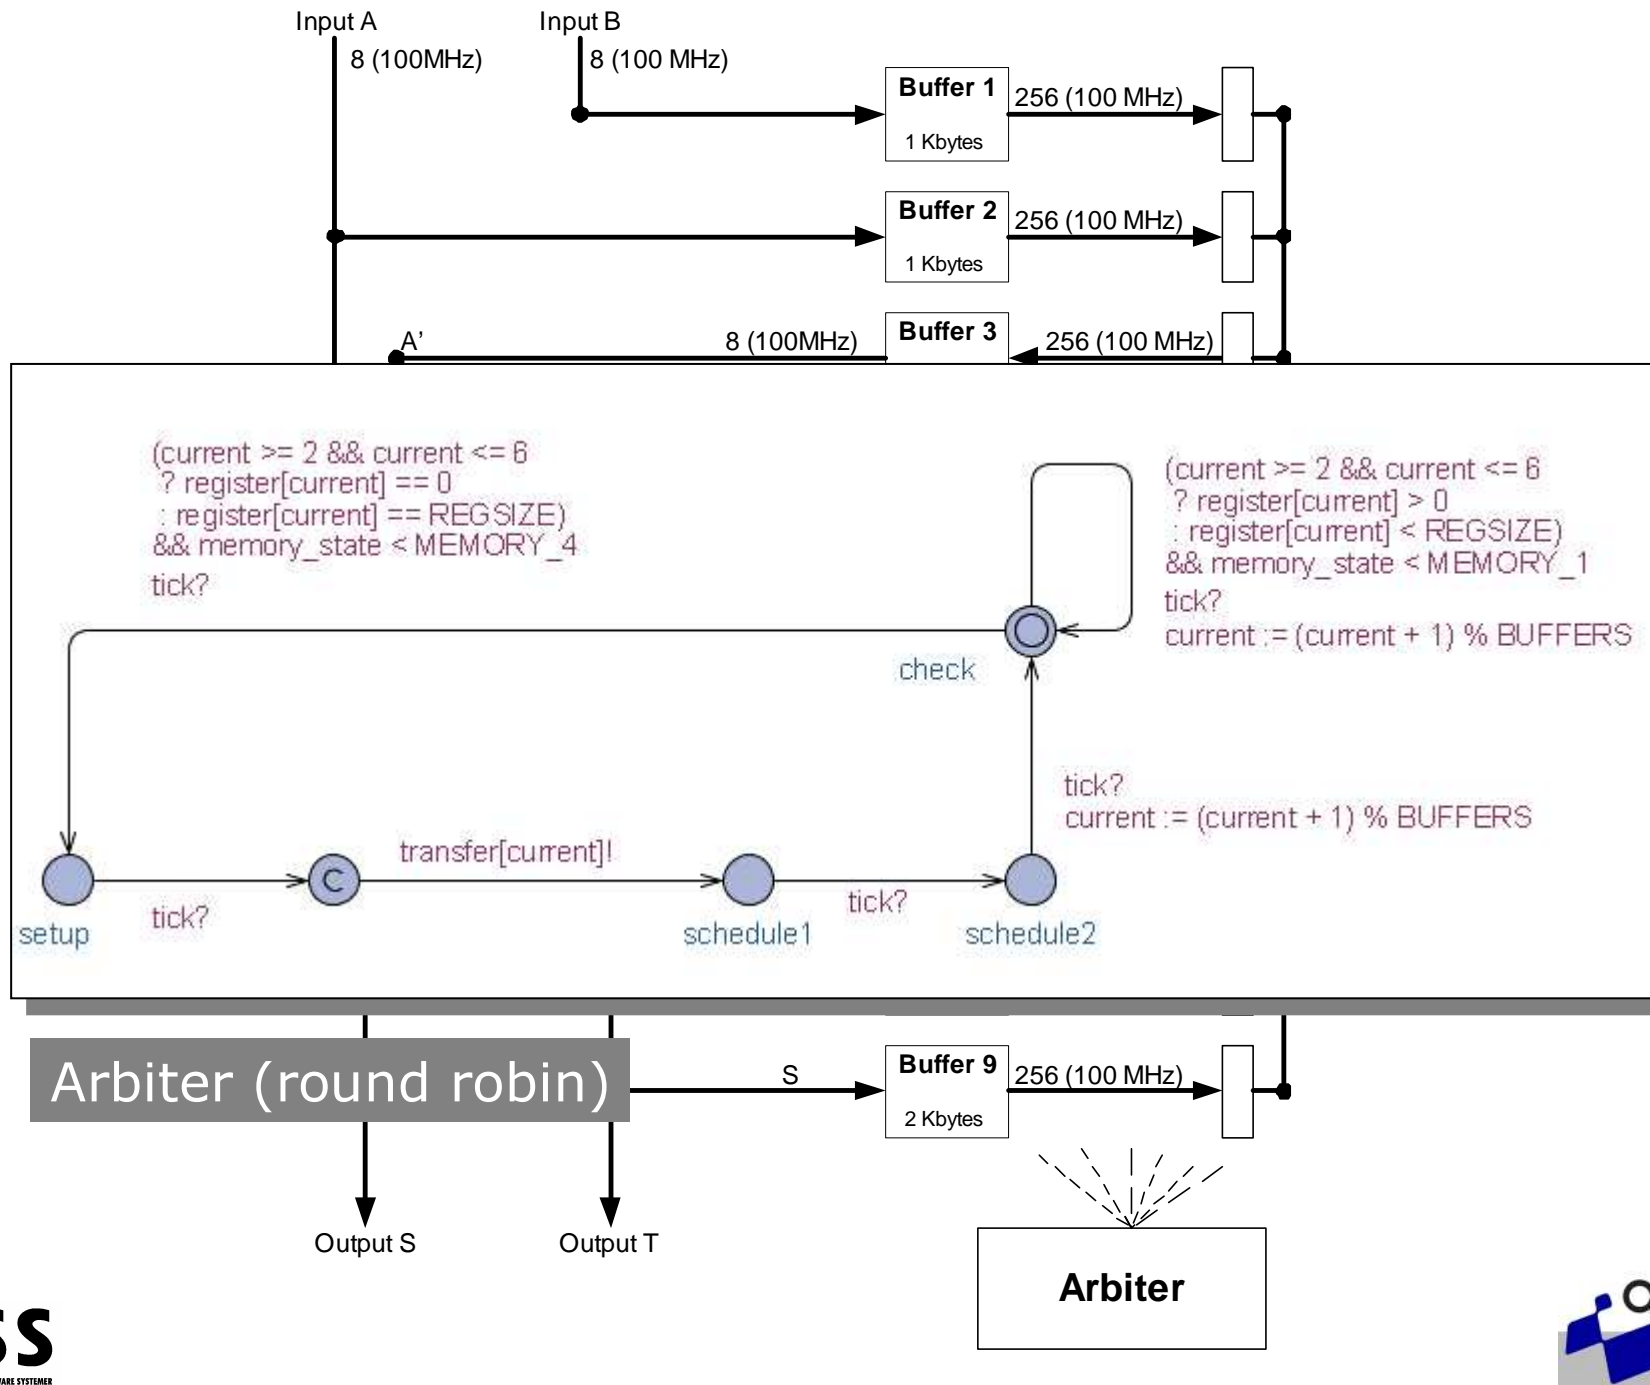 Input A
Input B
8 (100MHz)
8 (100 MHz)
Buffer 1
1 Kbytes
256 (100 MHz)
Buffer 2
1 Kbytes
256 (100 MHz)
A’
8 (100MHz)
Buffer 3
256 (100 MHz)
(current >= 2 && current <= 6
? register[current] == 0
: register[current] == REGSIZE)
&& memory_state < MEMORY_4
tick?
(current >= 2 && current <= 6
? register[current] > 0
: register[current] < REGSIZE)
&& memory_state < MEMORY_1
tick?
current := (current + 1) % BUFFERS
check
tick?
current := (current + 1) % BUFFERS
setup
tick?
C
transfer[current]!
schedule1
tick?
schedule2
Arbiter (round robin)
S
Buffer 9
2 Kbytes
256 (100 MHz)
Output S
Output T
Arbiter
SS
WARE SYSTEMER